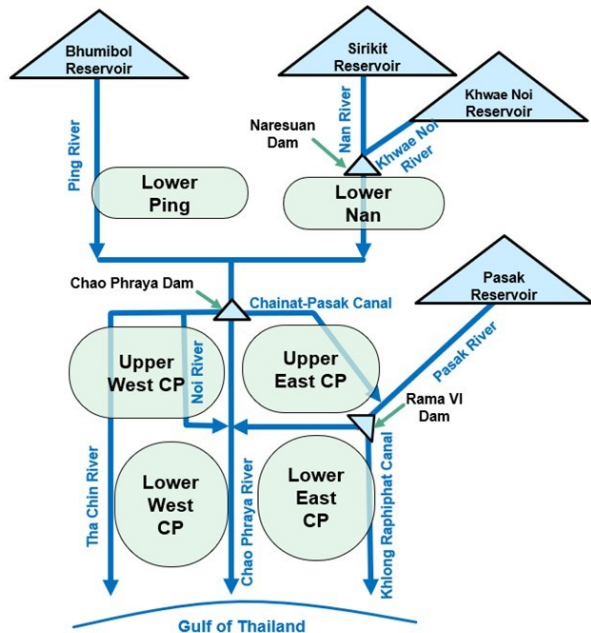 Bhumibol
Reservoir
Sirikit
Reservoir
Khwae Noi
Reservoir
Naresuan
Dam
Nan River
Khwae Noi
River
Ping River
Lower
Ping
Lower
Nan
Chao Phraya Dam
Chainat-Pasak Canal
Pasak
Reservoir
Pasak River
Upper
West CP
Noi River
Upper
East CP
Rama VI
Dam
Tha Chin River
Lower
West
CP
Chao Phraya River
Lower
East
CP
Khlong Raphiphat Canal
Gulf of Thailand